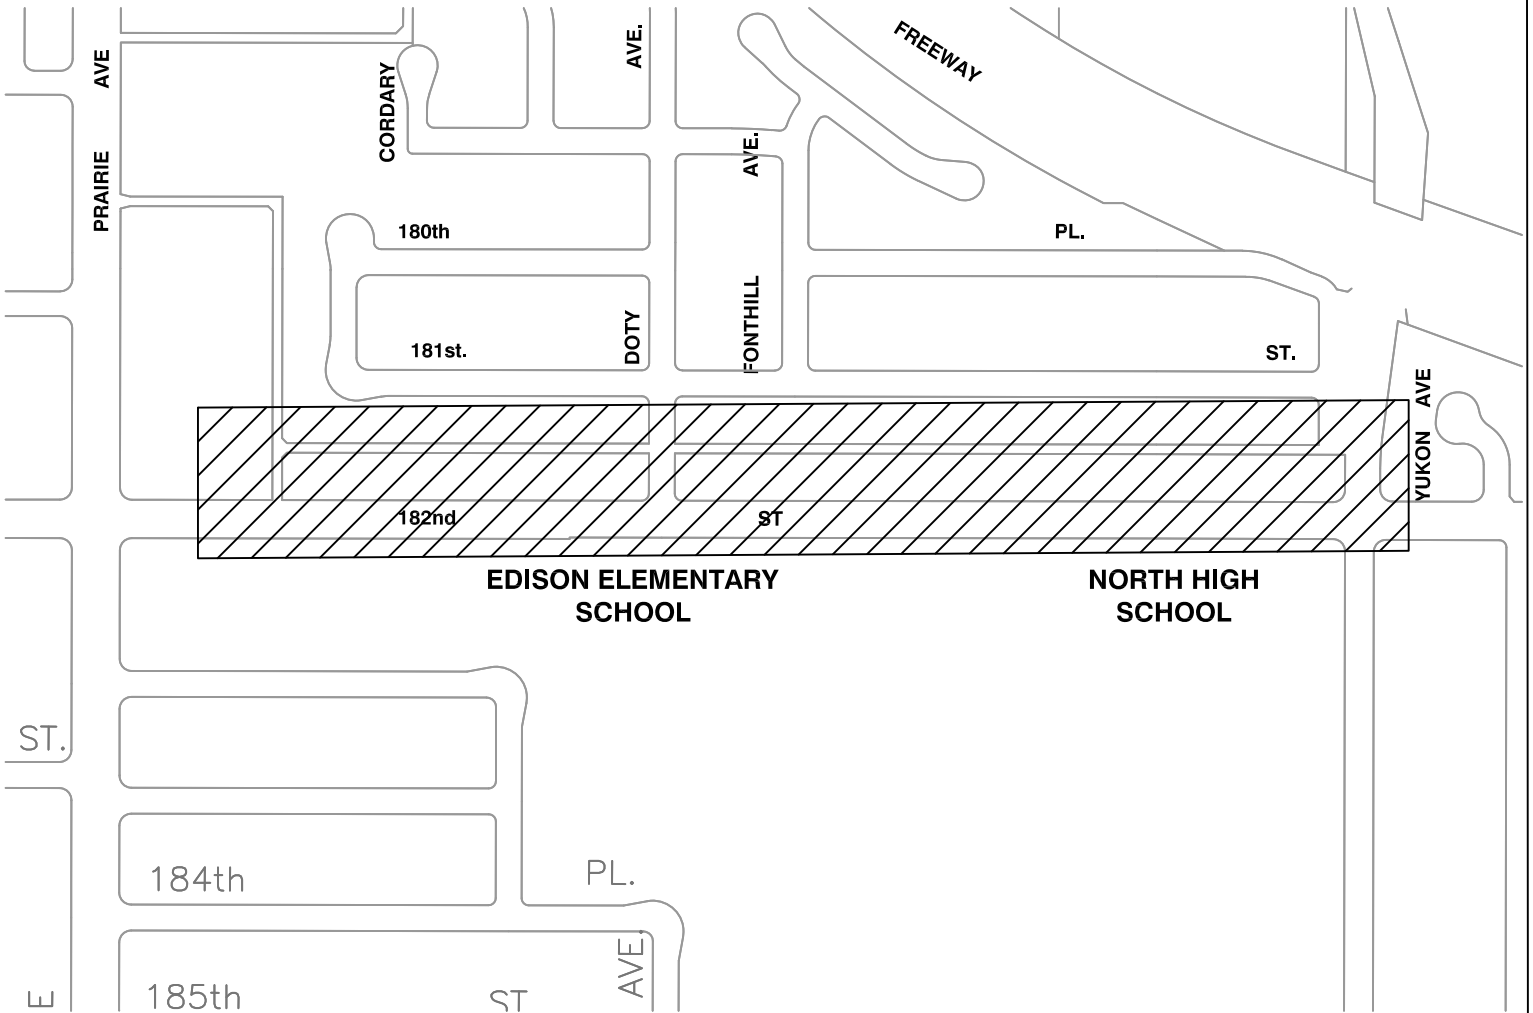 FREEWAY
AVE
PRAIRIE
CORDARY
AVE.
AVE.
180th
PL.
DOTY
FONTHILL
181st.
ST.
AVE
YUKON
182nd
ST
EDISON ELEMENTARY
SCHOOL
NORTH HIGH
SCHOOL
ST.
184th
PL.
AVE.
185th
ST
E